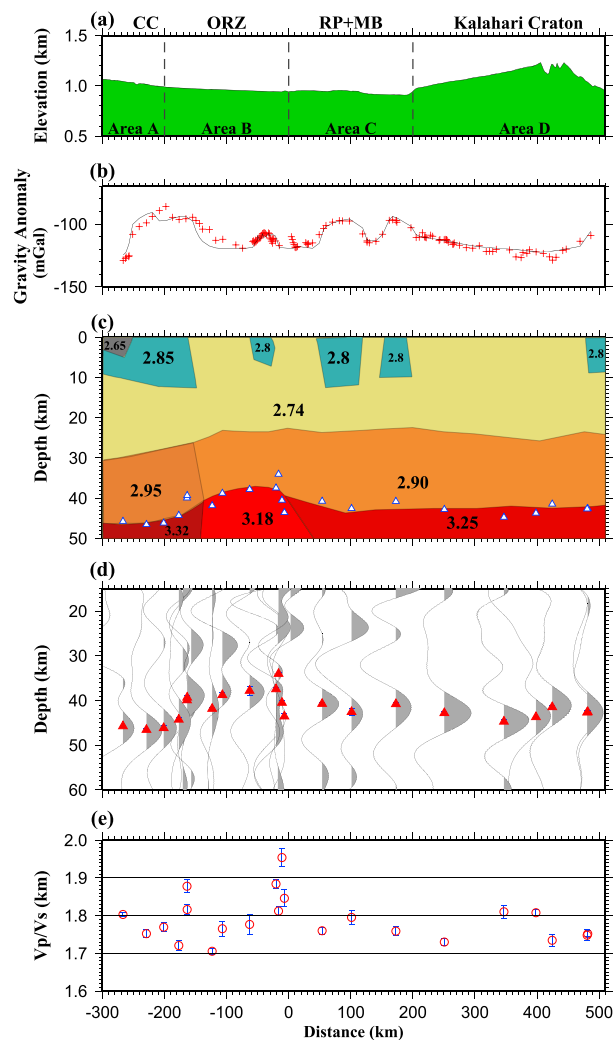 (a) CC ORZ RP+MB Kalahari Craton
1.5
1.0
0.5
Elevation (km)
Area A Area B Area C Area D
(b)
-100
-150
Gravity Anomaly
(mGal)
(c)
0
10
20
30
40
50
Depth (km)
2.65
2.85
2.8
2.8
2.8
2.8
2.74
2.95
2.90
3.32
3.18
3.25
(d)
20
30
40
50
60
Depth (km)
(e)
2.0
1.9
1.8
1.7
1.6
Vp/Vs (km)
-300 -200 -100 0 100 200 300 400 500
Distance (km)